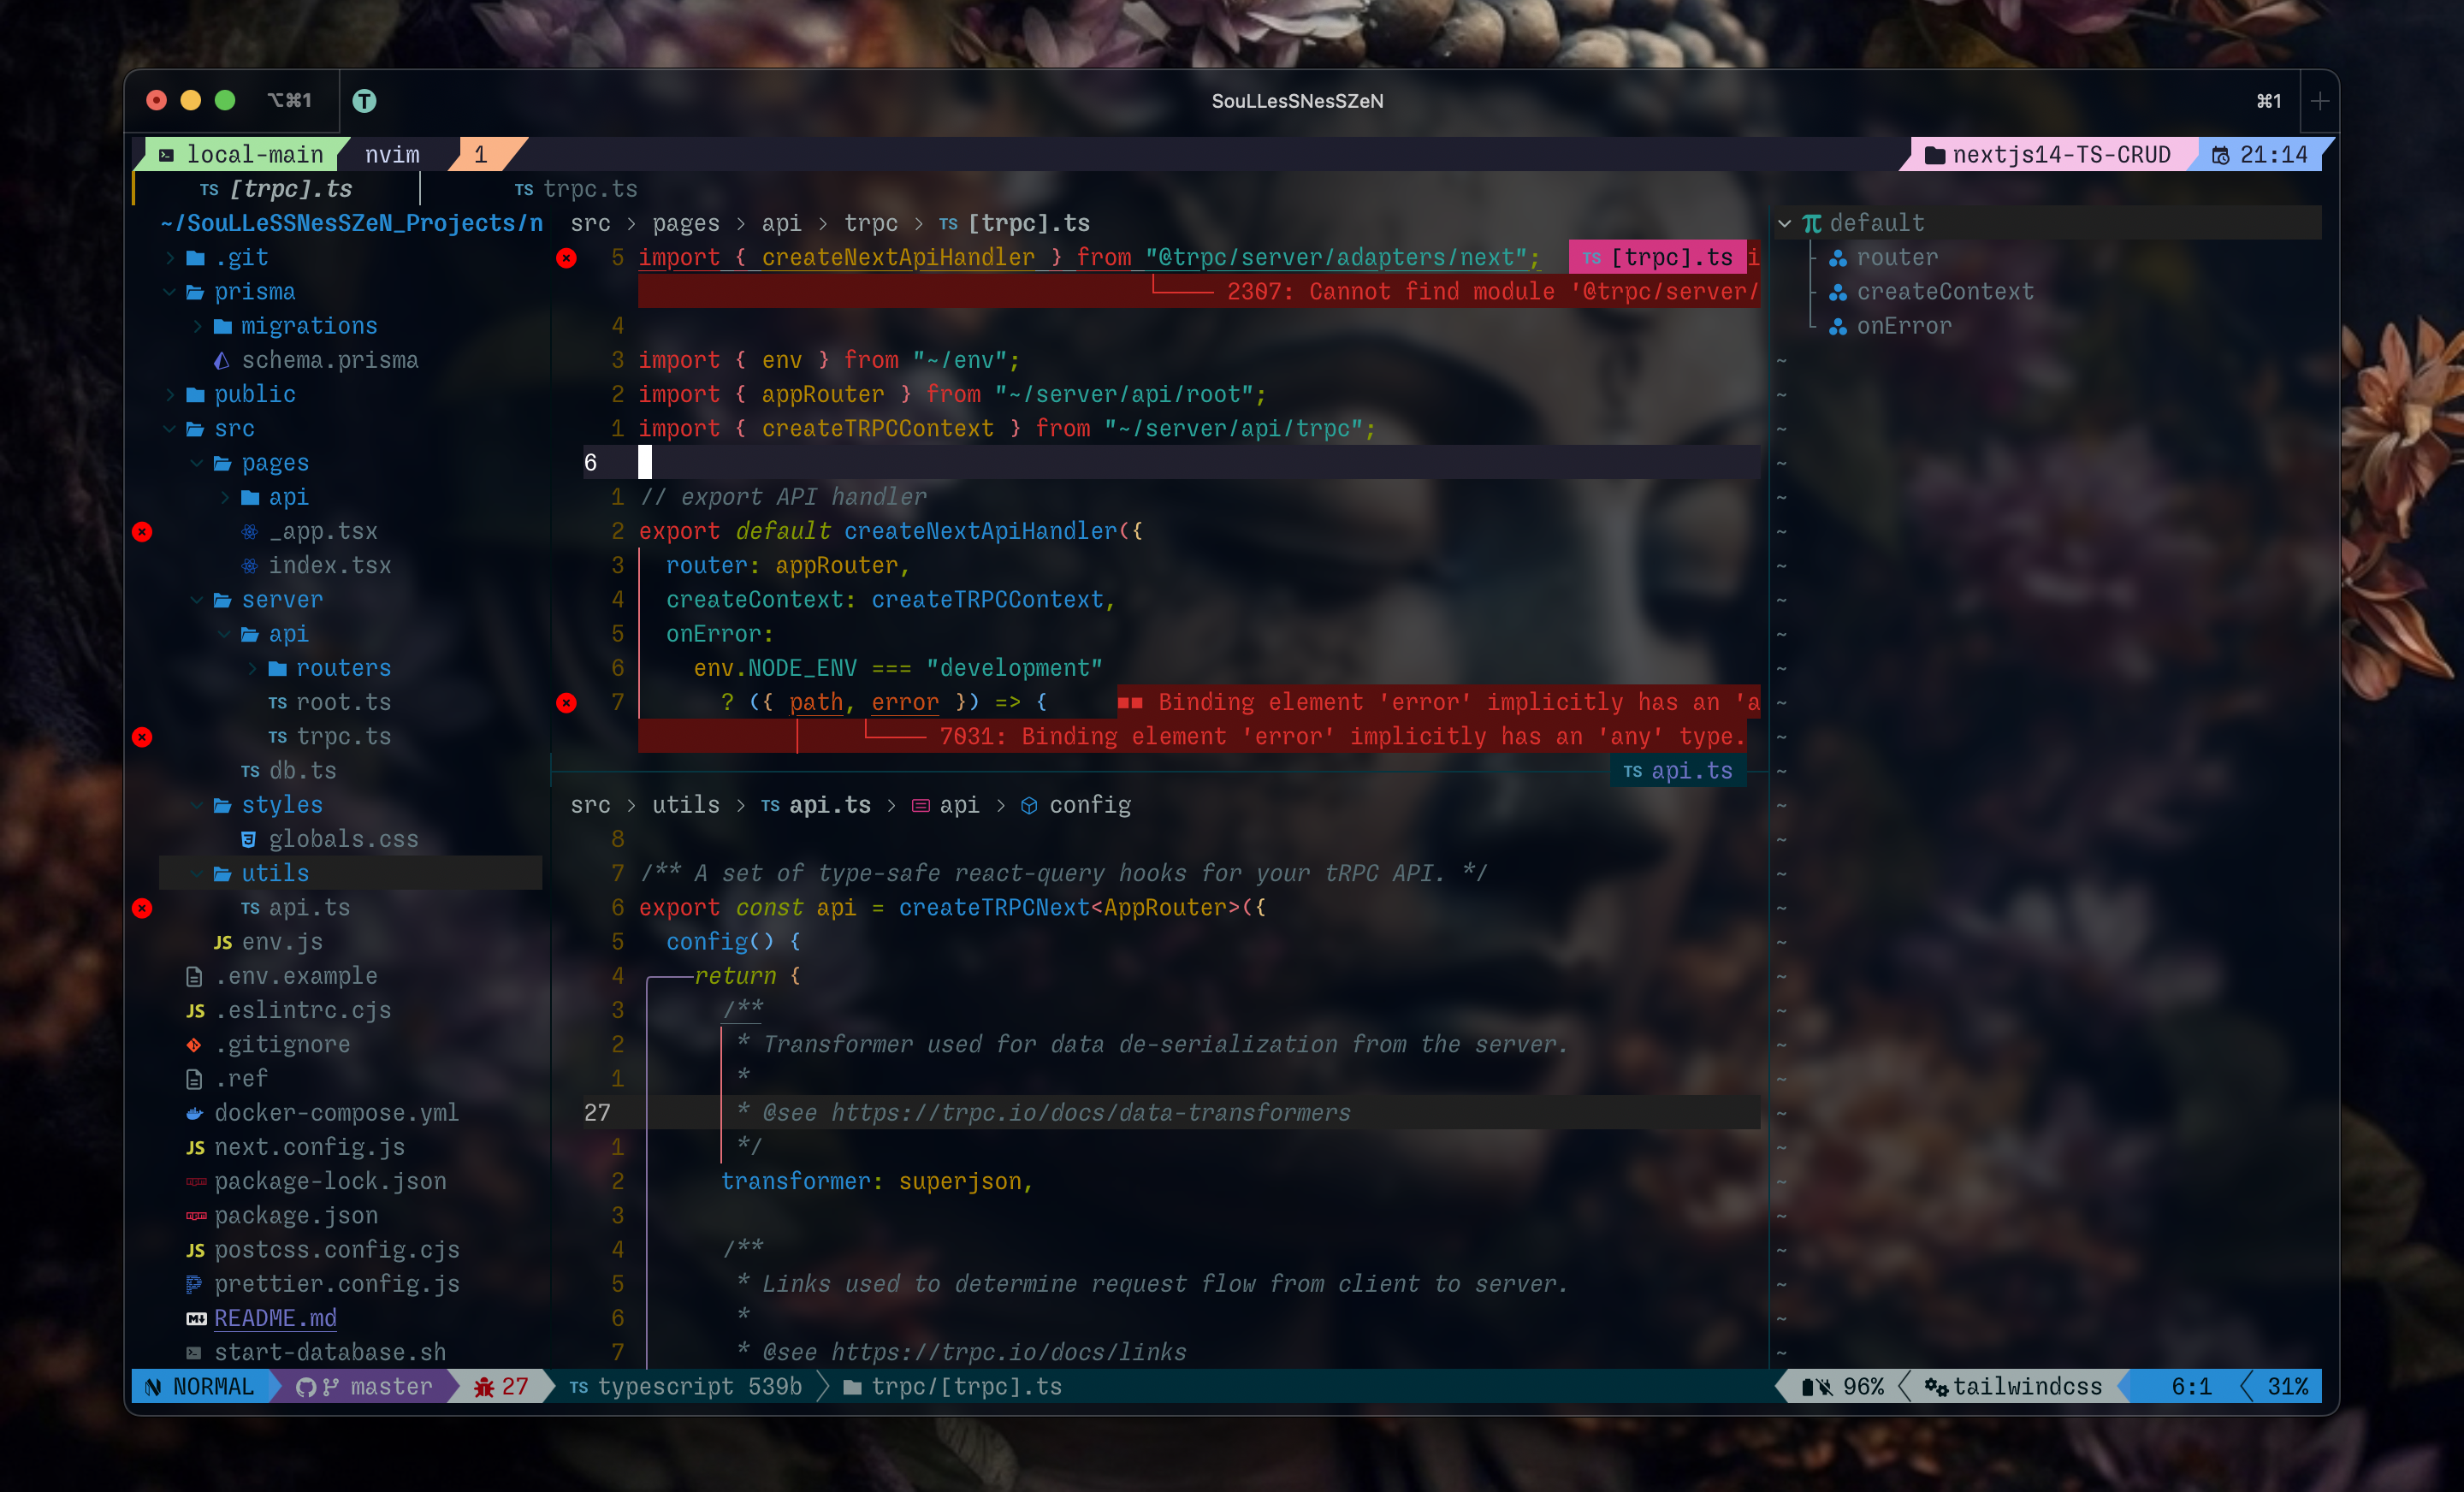 ⌥⌘1
T
SouLLesSNesSZeN
⌘1
local-main nvim 1
nextjs14-TS-CRUD 21:14
TS [trpc].ts
TS trpc.ts
~/SouLLeSSNesSZeN_Projects/n
.git
prisma
migrations
schema.prisma
public
src
pages
api
_app.tsx
index.tsx
server
api
routers
TS root.ts
TS trpc.ts
TS db.ts
styles
globals.css
utils
TS api.ts
JS env.js
.env.example
JS .eslintrc.cjs
.gitignore
.ref
docker-compose.yml
JS next.config.js
package-lock.json
package.json
JS postcss.config.cjs
prettier.config.js
README.md
start-database.sh
src > pages > api > trpc > TS [trpc].ts
5 import { createNextApiHandler } from "@trpc/server/adapters/next"; TS [trpc].ts i
2307: Cannot find module '@trpc/server/
4
3 import { env } from "~/env";
2 import { appRouter } from "~/server/api/root";
1 import { createTRPCContext } from "~/server/api/trpc";
6
1 // export API handler
2 export default createNextApiHandler({
3 router: appRouter,
4 createContext: createTRPCContext,
5 onError:
6 env.NODE_ENV === "development"
7 ? ({ path, error }) => { ■■ Binding element 'error' implicitly has an 'a
7031: Binding element 'error' implicitly has an 'any' type.
TS api.ts
src > utils > TS api.ts > api > config
8
7 /** A set of type-safe react-query hooks for your tRPC API. */
6 export const api = createTRPCNext<AppRouter>({
5 config() {
4 return {
3 /**
2 * Transformer used for data de-serialization from the server.
1 *
27 * @see https://trpc.io/docs/data-transformers
1 */
2 transformer: superjson,
3
4 /**
5 * Links used to determine request flow from client to server.
6 *
7 * @see https://trpc.io/docs/links
default
router
createContext
onError
NORMAL master 27 TS typescript 539b trpc/[trpc].ts
96% tailwindcss 6:1 31%